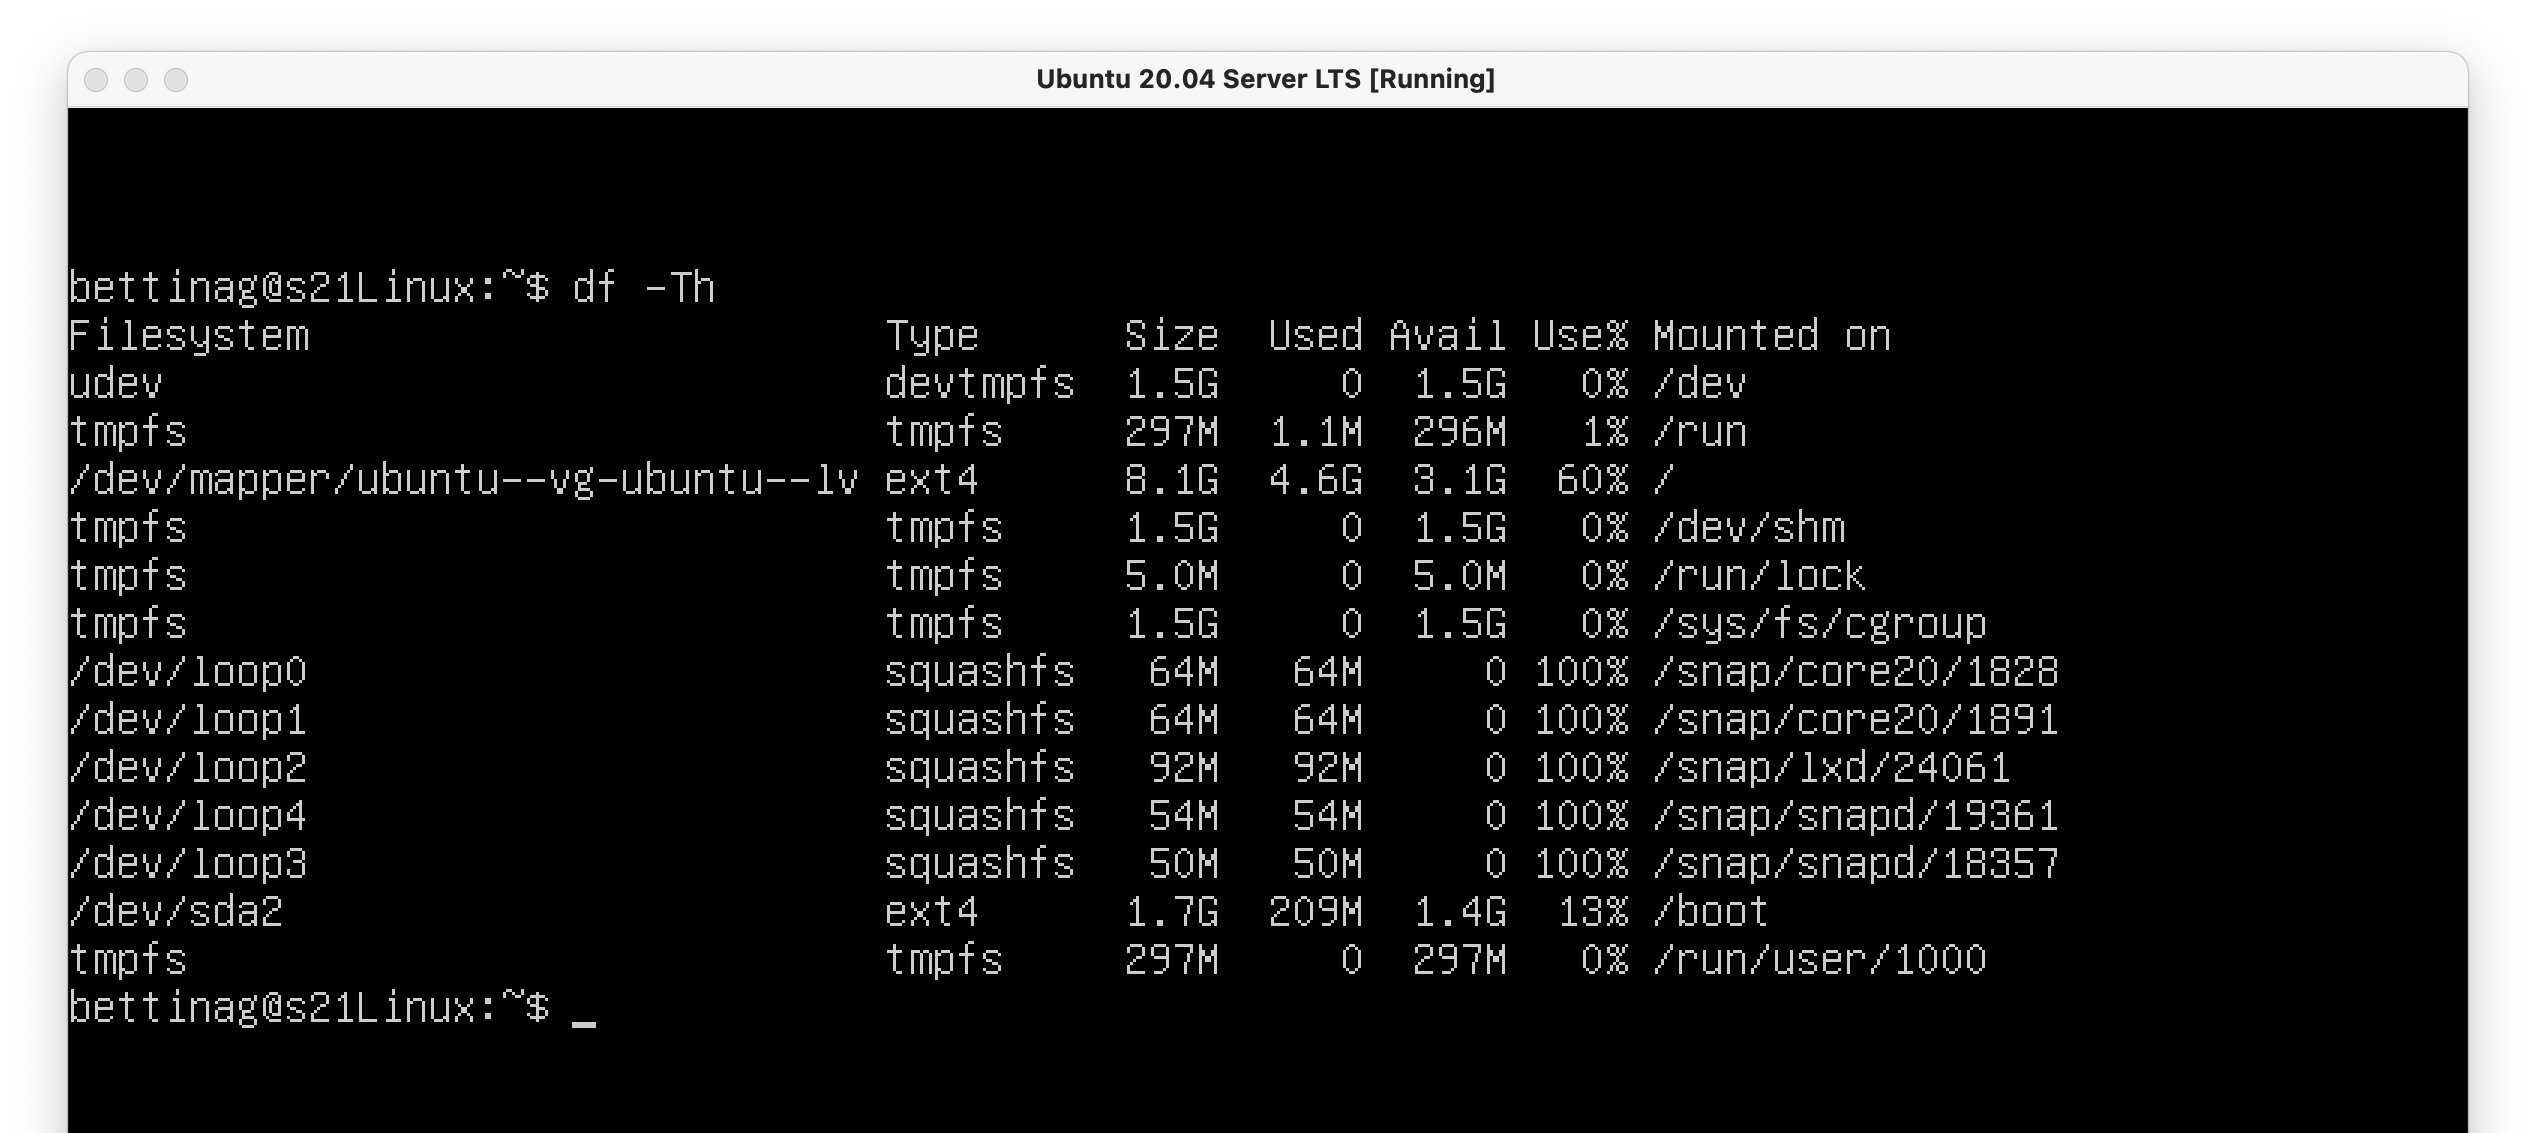 Ubuntu 20.04 Server LTS [Running]
bettinag@s21Linux:~$ df -Th
Filesystem                        Type      Size  Used Avail Use% Mounted on
udev                              devtmpfs  1.5G     0  1.5G   0% /dev
tmpfs                             tmpfs     297M  1.1M  296M   1% /run
/dev/mapper/ubuntu--vg-ubuntu--lv ext4      8.1G  4.6G  3.1G  60% /
tmpfs                             tmpfs     1.5G     0  1.5G   0% /dev/shm
tmpfs                             tmpfs     5.0M     0  5.0M   0% /run/lock
tmpfs                             tmpfs     1.5G     0  1.5G   0% /sys/fs/cgroup
/dev/loop0                        squashfs   64M   64M     0 100% /snap/core20/1828
/dev/loop1                        squashfs   64M   64M     0 100% /snap/core20/1891
/dev/loop2                        squashfs   92M   92M     0 100% /snap/lxd/24061
/dev/loop4                        squashfs   54M   54M     0 100% /snap/snapd/19361
/dev/loop3                        squashfs   50M   50M     0 100% /snap/snapd/18357
/dev/sda2                         ext4      1.7G  209M  1.4G  13% /boot
tmpfs                             tmpfs     297M     0  297M   0% /run/user/1000
bettinag@s21Linux:~$ _